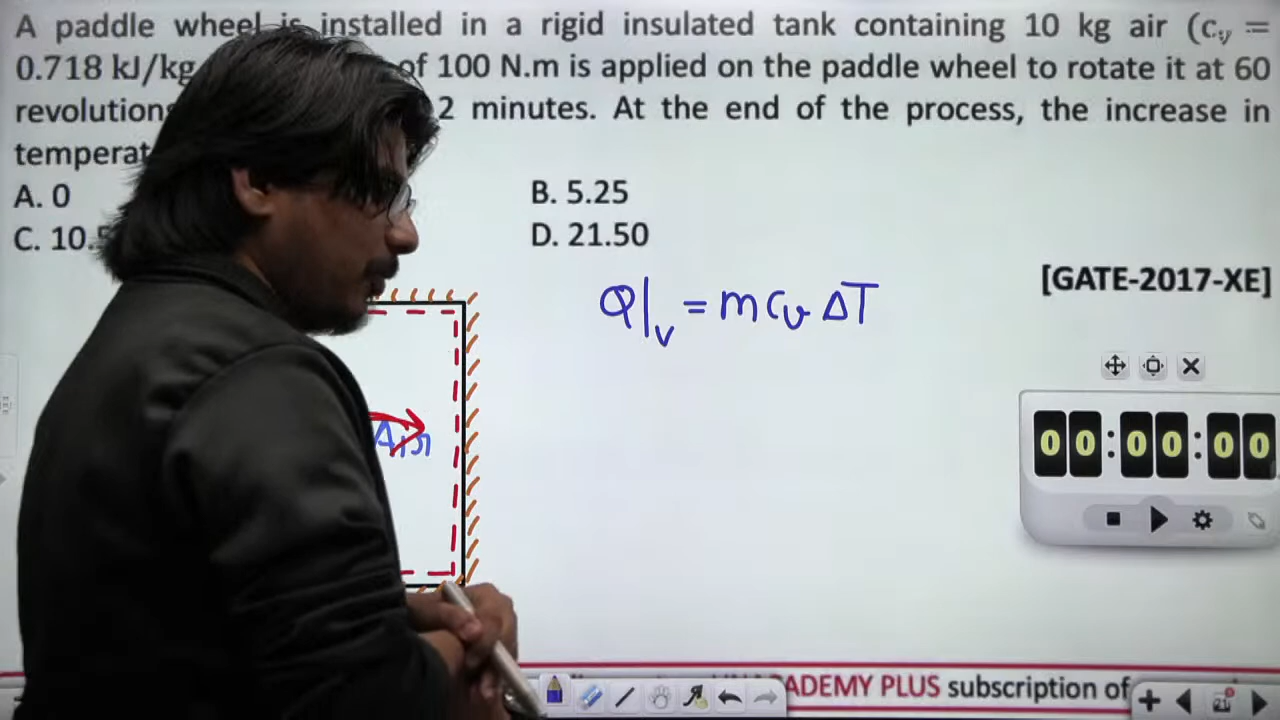 A paddle wheel is installed in a rigid insulated tank containing 10 kg air (cᵥ =
0.718 kJ/kg of 100 N.m is applied on the paddle wheel to rotate it at 60
2 minutes. At the end of the process, the increase in
A. 0
B. 5.25
C. 10.5
D. 21.50
[GATE-2017-XE]
Q|ᵥ = m cᵥ ΔT
Air
00:00:00
ADEMY PLUS subscription of